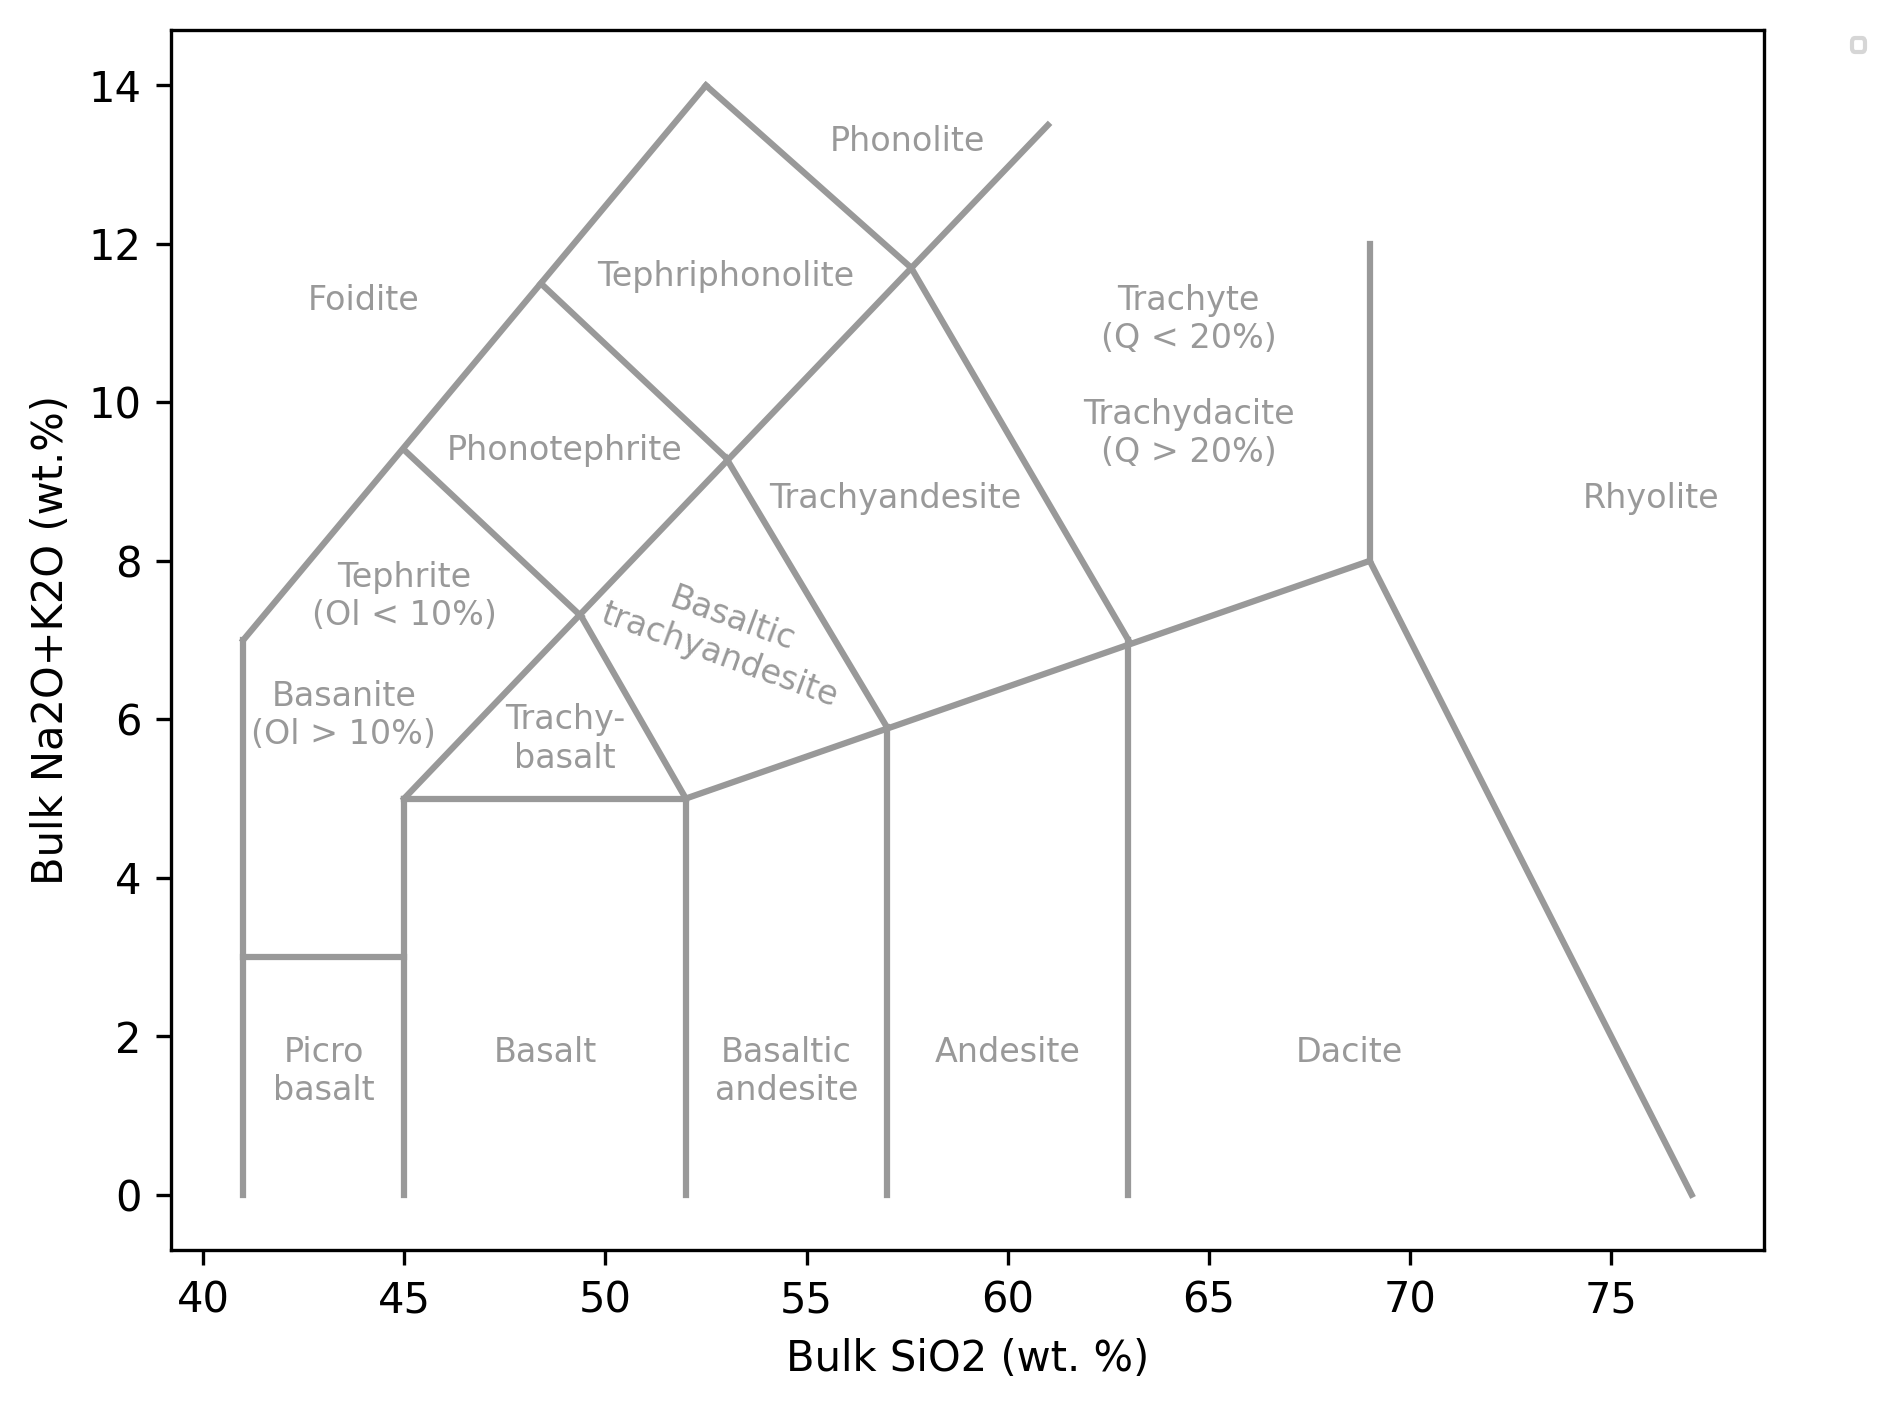 14
12
10
8
6
4
2
0
Bulk Na2O+K2O (wt.%)
Phonolite
Tephriphonolite
Foidite
Trachyte
(Q < 20%)
Trachydacite
(Q > 20%)
Phonotephrite
Trachyandesite
Rhyolite
Tephrite
(Ol < 10%)
Basaltic
trachyandesite
Basanite
(Ol > 10%)
Trachy-
basalt
Picro
basalt
Basalt
Basaltic
andesite
Andesite
Dacite
40 45 50 55 60 65 70 75
Bulk SiO2 (wt. %)